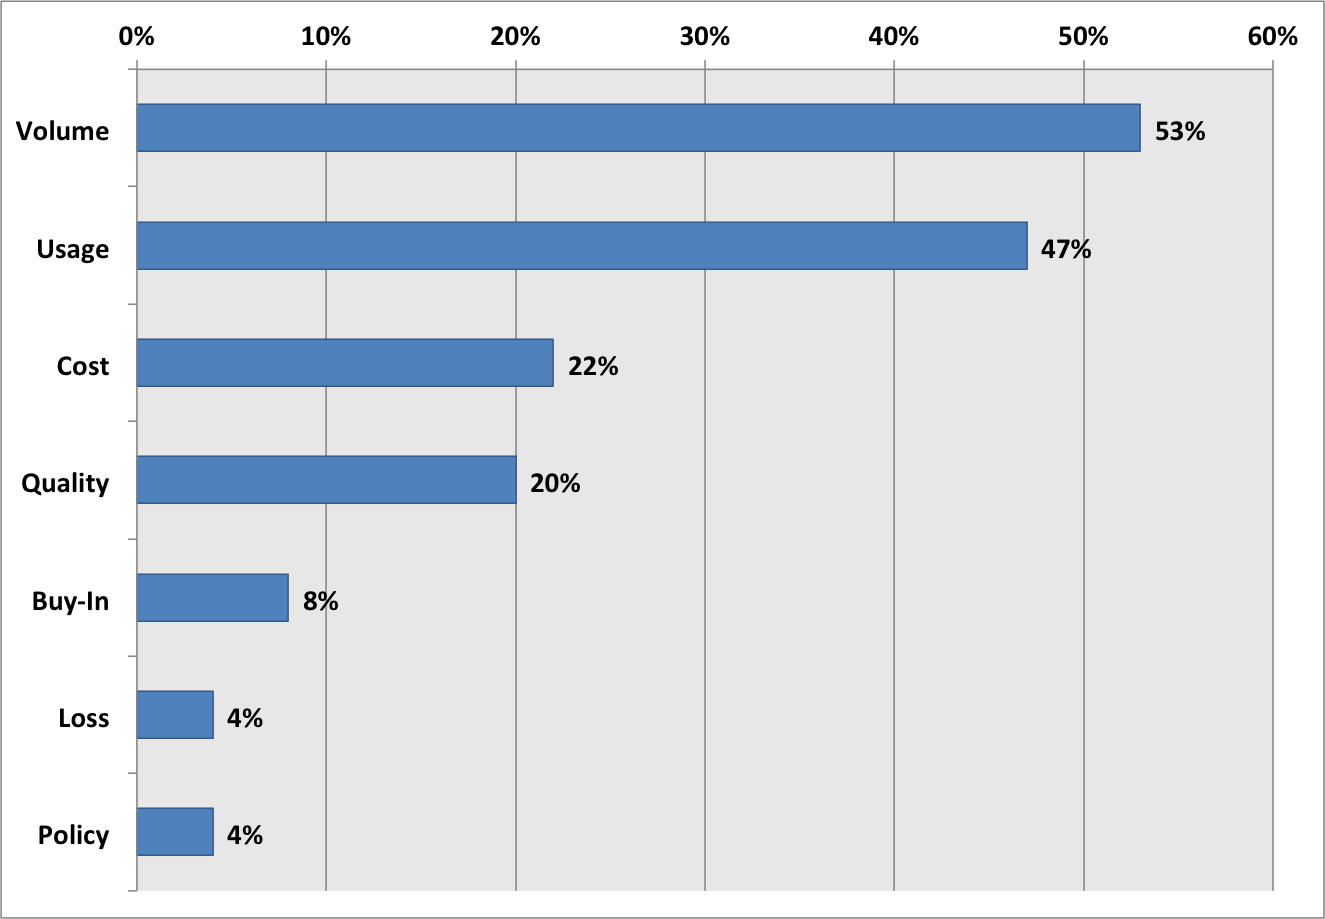 0% 10% 20% 30% 40% 50% 60%
Volume 53%
Usage 47%
Cost 22%
Quality 20%
Buy-In 8%
Loss 4%
Policy 4%